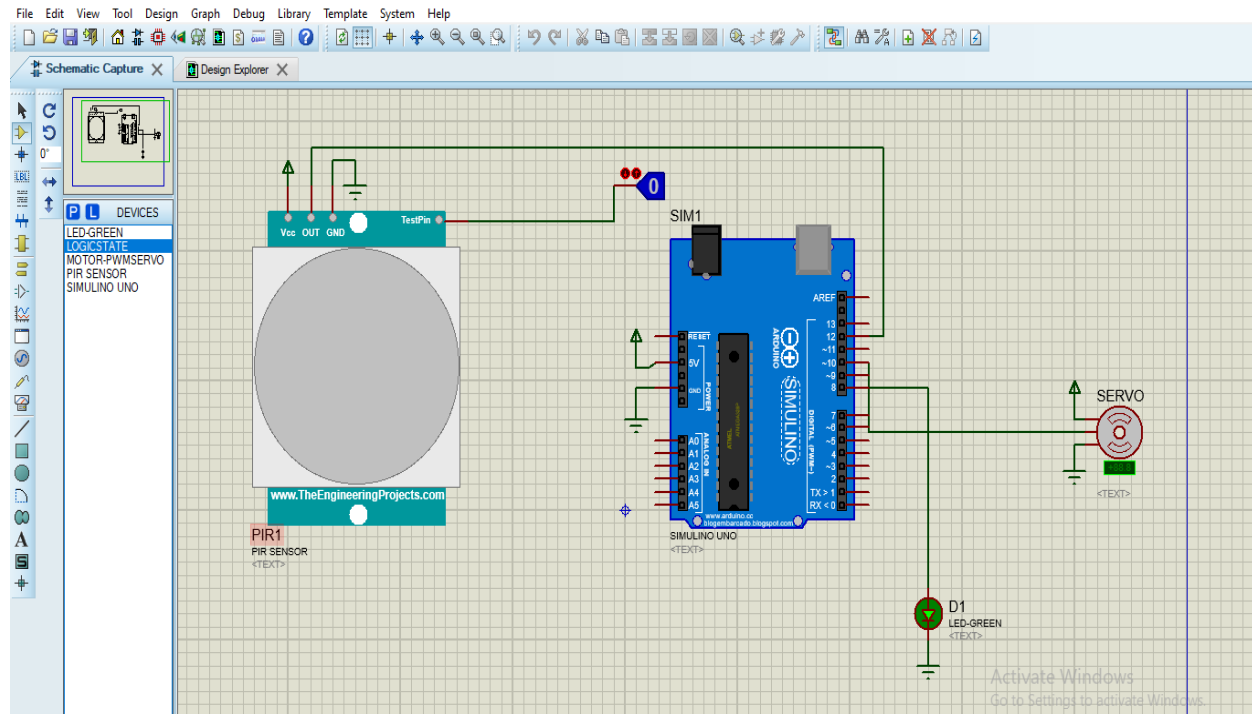 File Edit View Tool Design Graph Debug Library Template System Help
Schematic Capture
Design Explorer
0°
LBL
P L DEVICES
LED-GREEN
LOGICSTATE
MOTOR-PWMSERVO
PIR SENSOR
SIMULINO UNO
A
S
Vcc OUT GND
TestPin
www.TheEngineeringProjects.com
PIR1
PIR SENSOR
<TEXT>
0
SIM1
RESET
5V
GND
POWER
A0
A1
A2
A3
A4
A5
ANALOG IN
ARDUINO
SIMULINO
AREF
13
12
~11
~10
~9
8
7
~6
~5
4
~3
2
TX > 1
RX < 0
DIGITAL (PWM~)
www.arduino.cc
blogembarcado.blogspot.com
SIMULINO UNO
<TEXT>
SERVO
+88.8
<TEXT>
D1
LED-GREEN
<TEXT>
Activate Windows
Go to Settings to activate Windows.